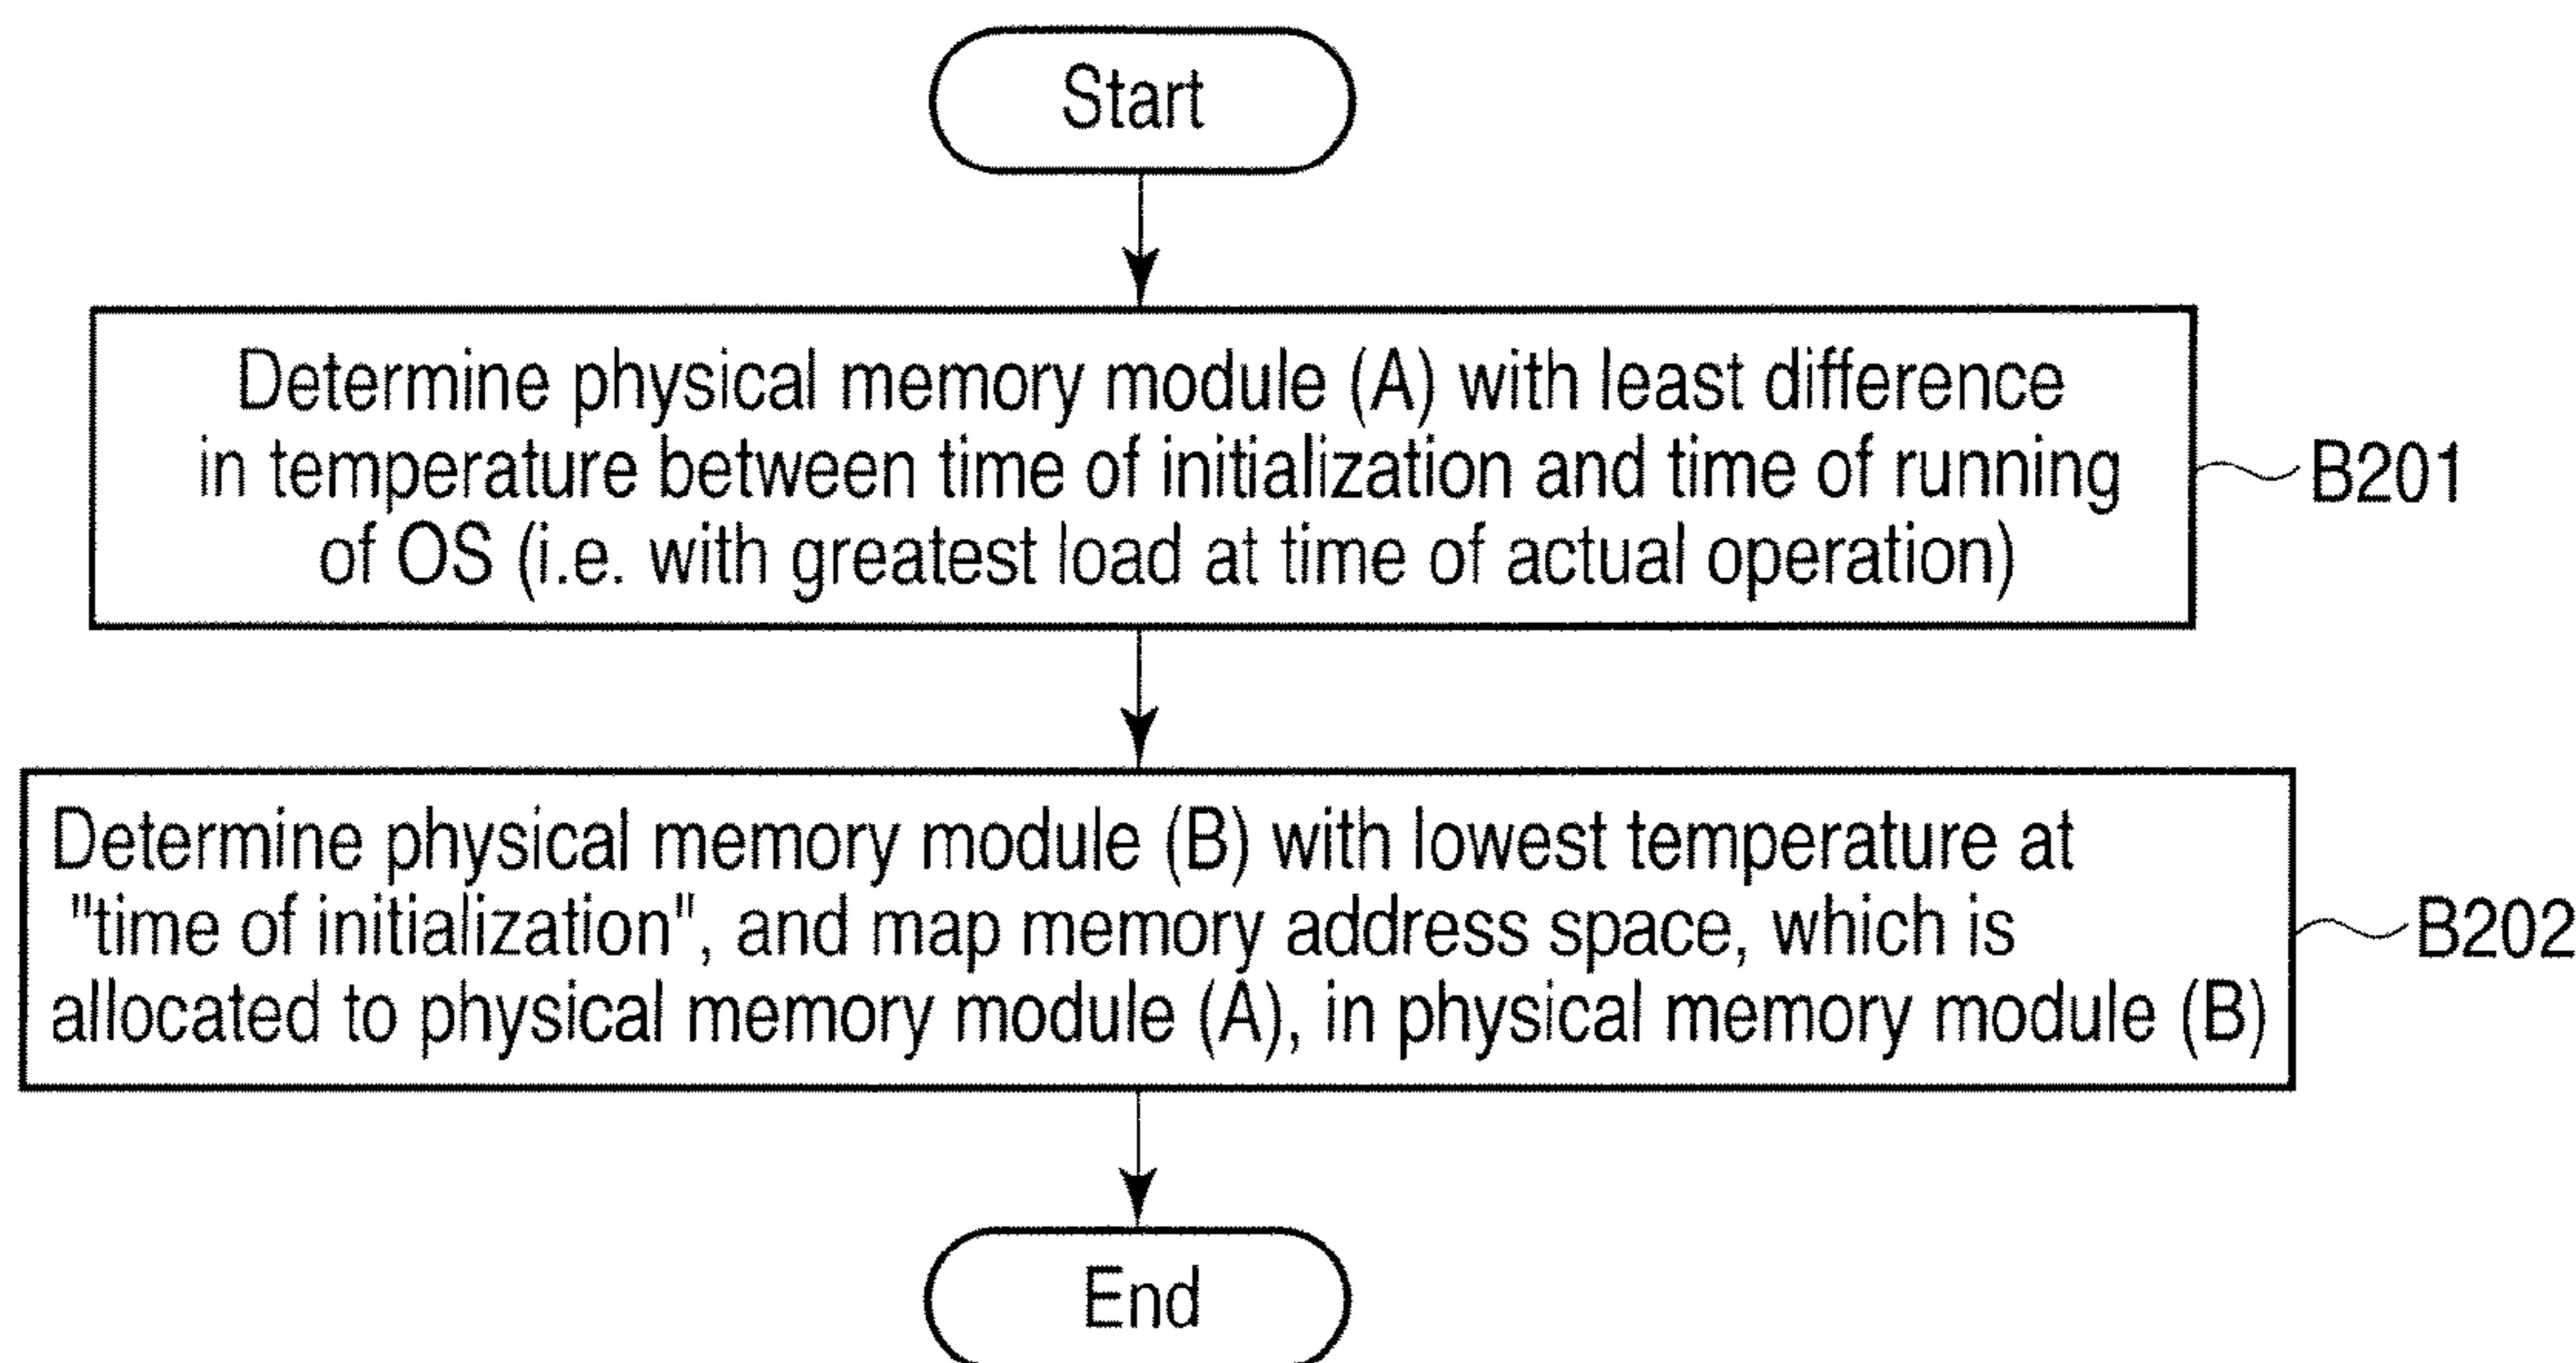 Start
Determine physical memory module (A) with least difference
in temperature between time of initialization and time of running
of OS (i.e. with greatest load at time of actual operation)
B201
Determine physical memory module (B) with lowest temperature at
"time of initialization", and map memory address space, which is
allocated to physical memory module (A), in physical memory module (B)
B202
End